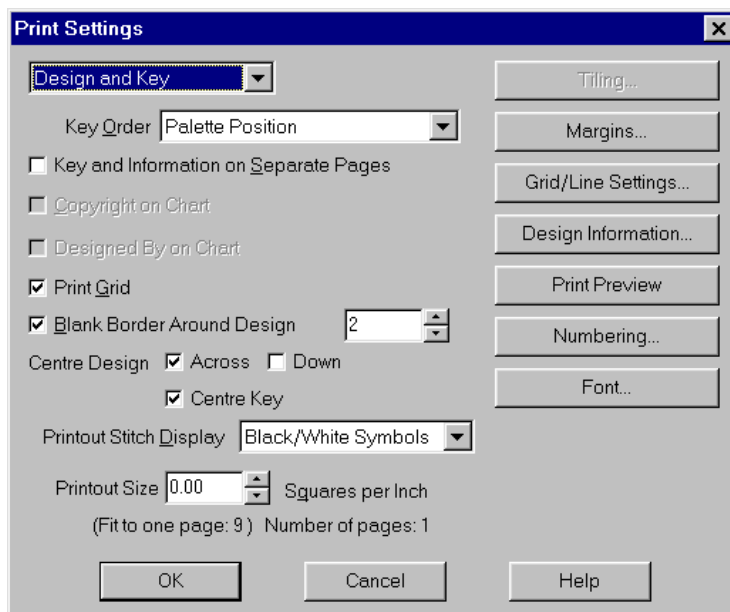 Print Settings
Design and Key
Tiling...
Key Order Palette Position
Margins...
Key and Information on Separate Pages
Grid/Line Settings...
Copyright on Chart
Design Information...
Designed By on Chart
Print Grid
Print Preview
Blank Border Around Design 2
Numbering...
Centre Design Across Down
Centre Key
Font...
Printout Stitch Display Black/White Symbols
Printout Size 0.00 Squares per Inch
(Fit to one page: 9 ) Number of pages: 1
OK Cancel Help